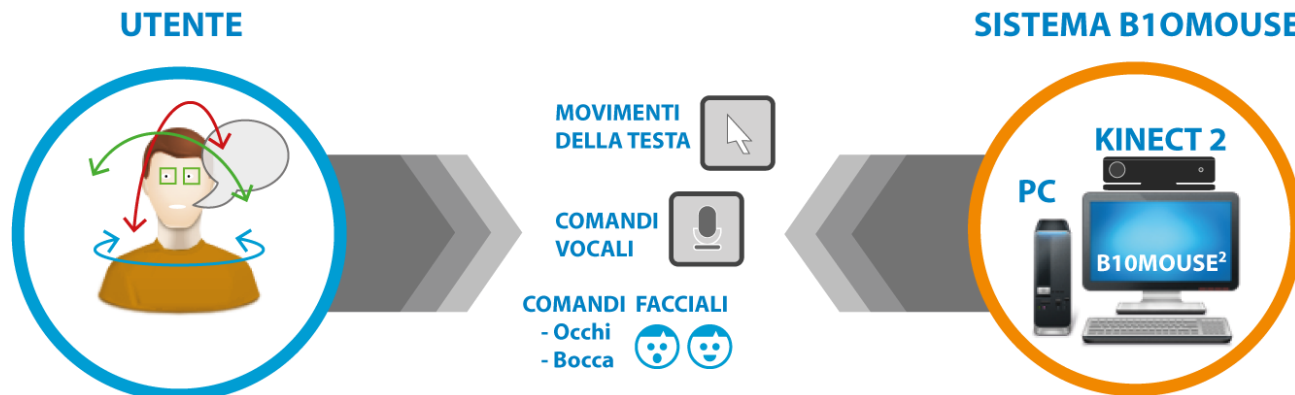 UTENTE
SISTEMA B1OMOUSE
MOVIMENTI
DELLA TESTA
COMANDI
VOCALI
COMANDI FACCIALI
- Occhi
- Bocca
KINECT 2
PC
B10MOUSE²